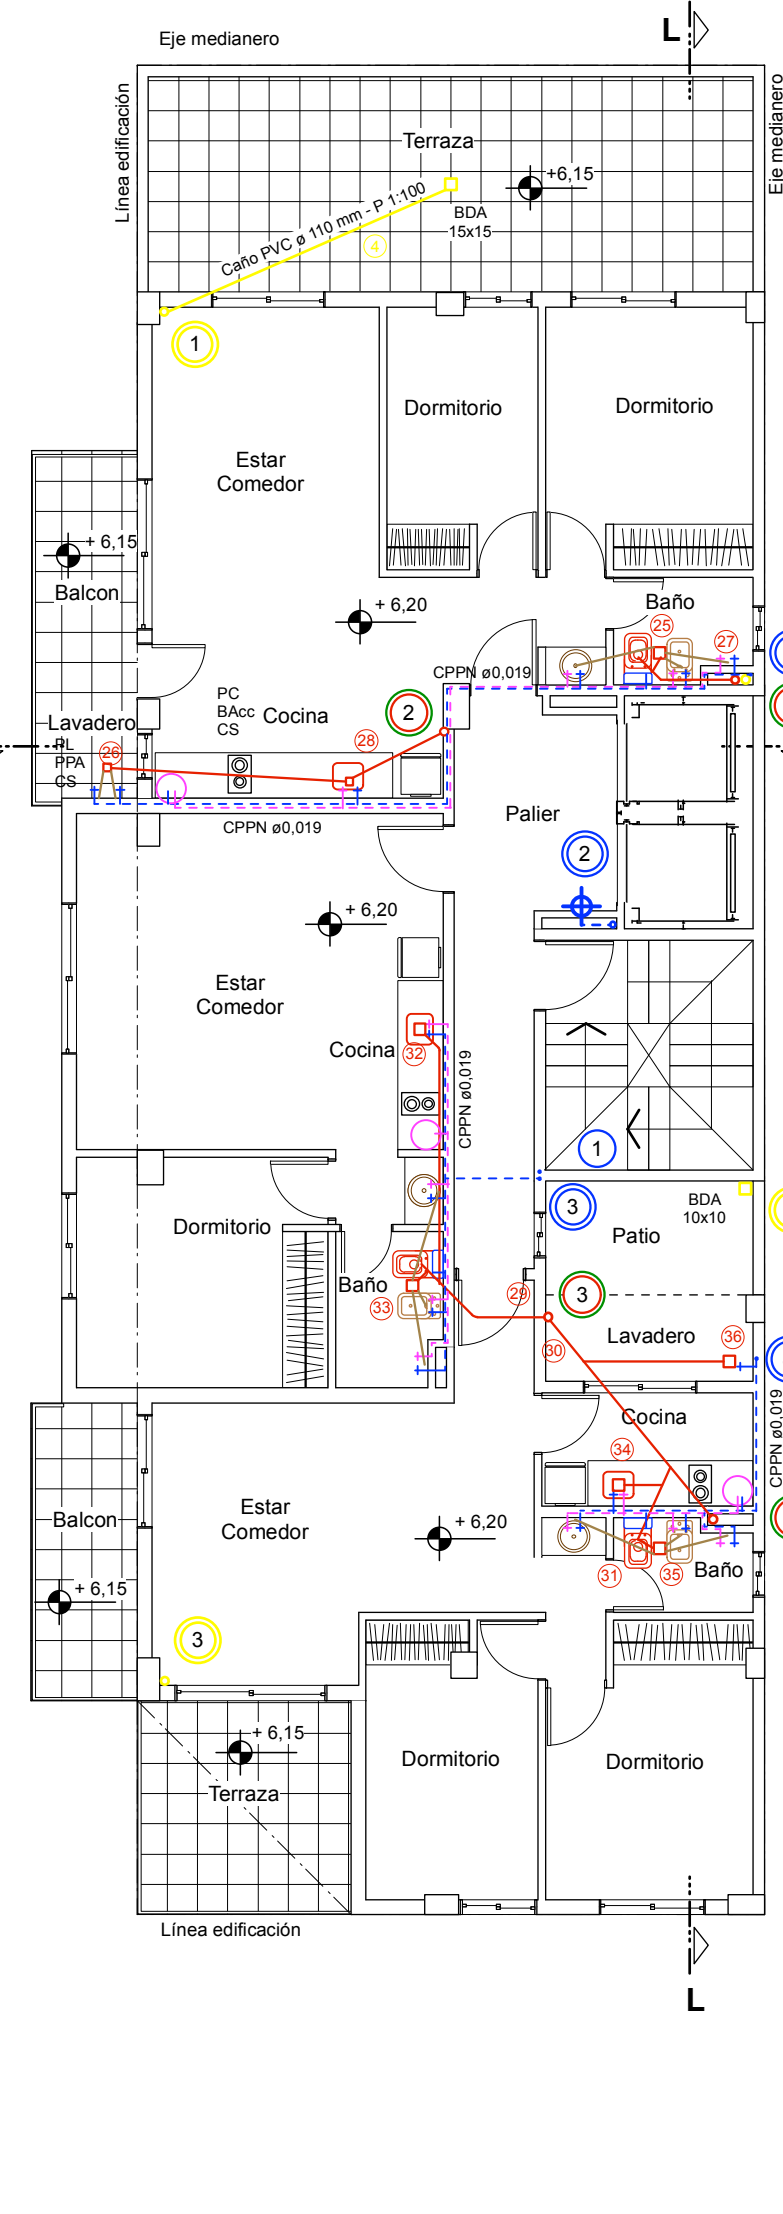 L
Eje medianero
Línea edificación
Eje medianero
Terraza
+6,15
BDA
15x15
Caño PVC ø 110 mm - P 1:100
4
1
Dormitorio
Dormitorio
Estar
Comedor
+ 6,15
Balcon
+ 6,20
Baño
25
27
CPPN ø0,019
PC
BAcc
CS
Cocina
2
28
Lavadero
PL
PPA
CS
26
CPPN ø0,019
Palier
2
+ 6,20
Estar
Comedor
Cocina
32
CPPN ø0,019
1
BDA
10x10
3
Patio
Dormitorio
Baño
33
29
3
30
Lavadero
36
CPPN ø0,019
Cocina
34
Estar
Comedor
Balcon
+ 6,20
31
35
Baño
+ 6,15
3
+ 6,15
Terraza
Dormitorio
Dormitorio
Línea edificación
L